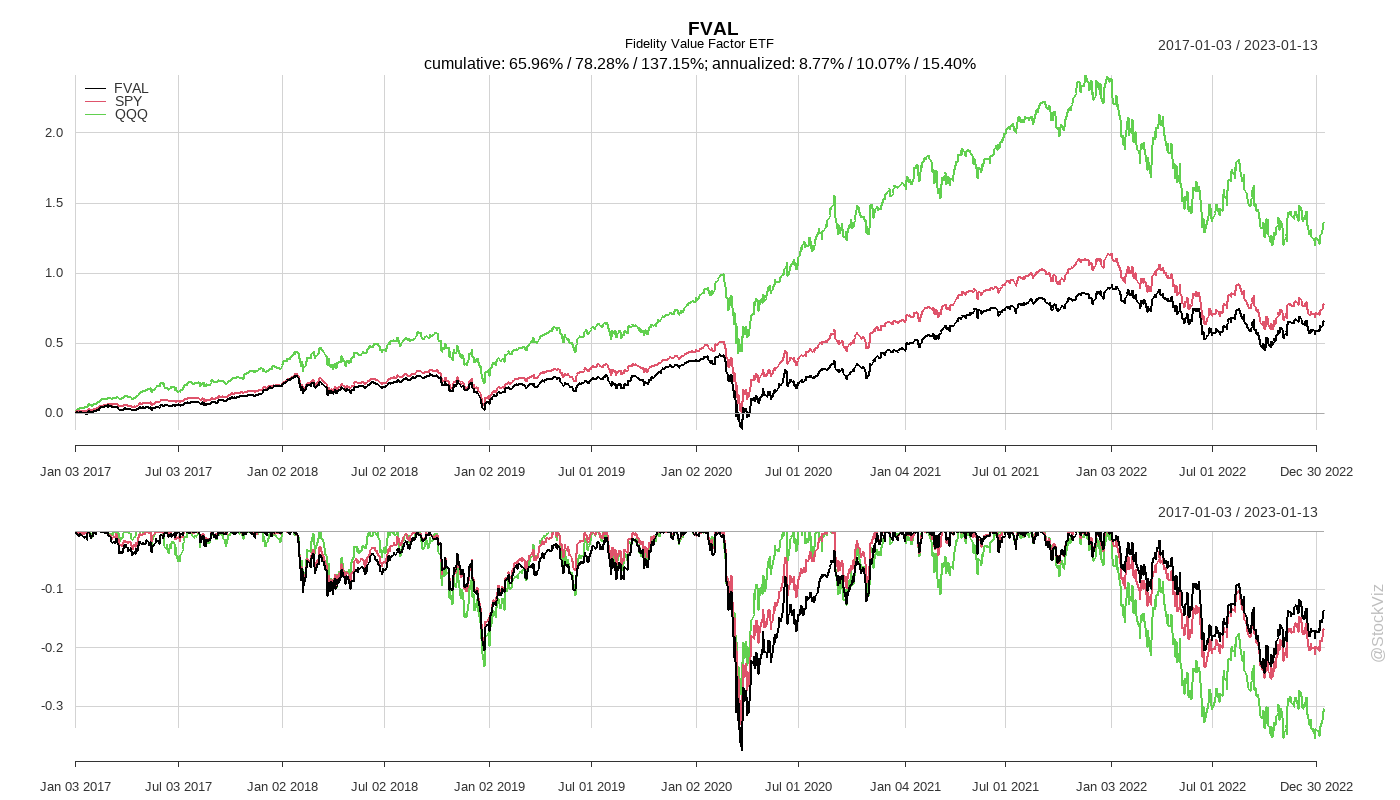 FVAL
Fidelity Value Factor ETF
2017-01-03 / 2023-01-13
cumulative: 65.96% / 78.28% / 137.15%; annualized: 8.77% / 10.07% / 15.40%
FVAL
SPY
QQQ
2.0
1.5
1.0
0.5
0.0
Jan 03 2017 Jul 03 2017 Jan 02 2018 Jul 02 2018 Jan 02 2019 Jul 01 2019 Jan 02 2020 Jul 01 2020 Jan 04 2021 Jul 01 2021 Jan 03 2022 Jul 01 2022 Dec 30 2022
2017-01-03 / 2023-01-13
-0.1
-0.2
-0.3
Jan 03 2017 Jul 03 2017 Jan 02 2018 Jul 02 2018 Jan 02 2019 Jul 01 2019 Jan 02 2020 Jul 01 2020 Jan 04 2021 Jul 01 2021 Jan 03 2022 Jul 01 2022 Dec 30 2022
@StockViz